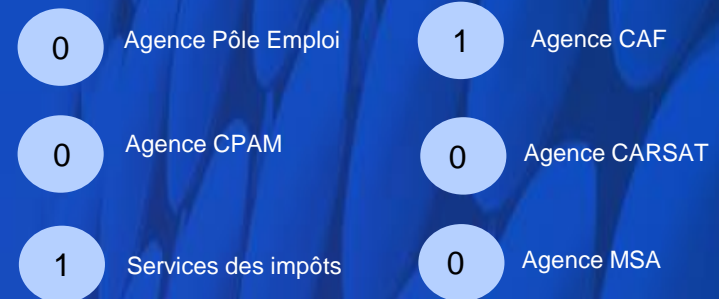 0 Agence Pôle Emploi
1 Agence CAF
0 Agence CPAM
0 Agence CARSAT
1 Services des impôts
0 Agence MSA